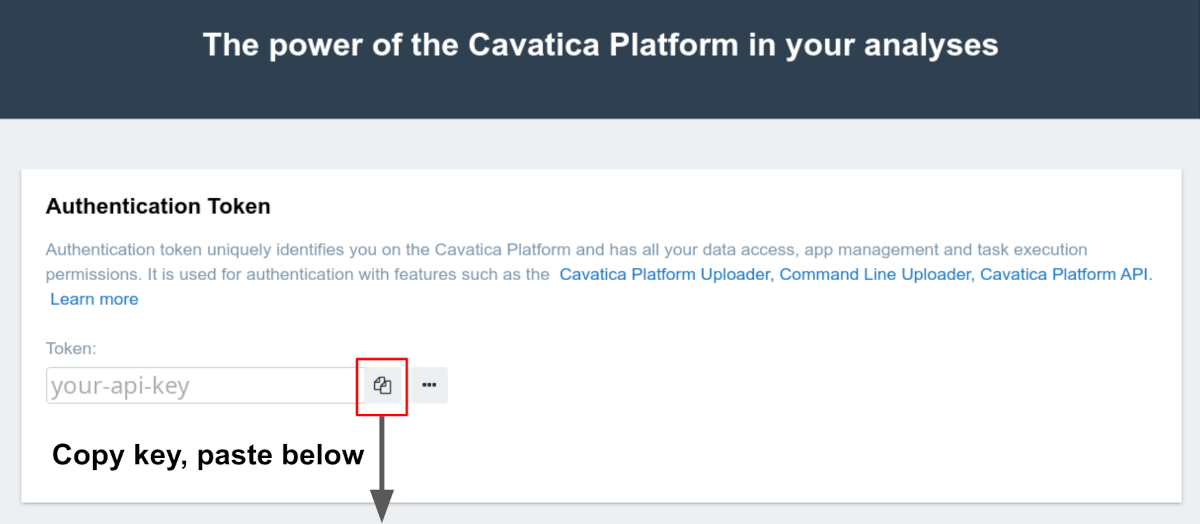 The power of the Cavatica Platform in your analyses
Authentication Token
Authentication token uniquely identifies you on the Cavatica Platform and has all your data access, app management and task execution
permissions. It is used for authentication with features such as the Cavatica Platform Uploader, Command Line Uploader, Cavatica Platform API.
Learn more
Token:
your-api-key
Copy key, paste below